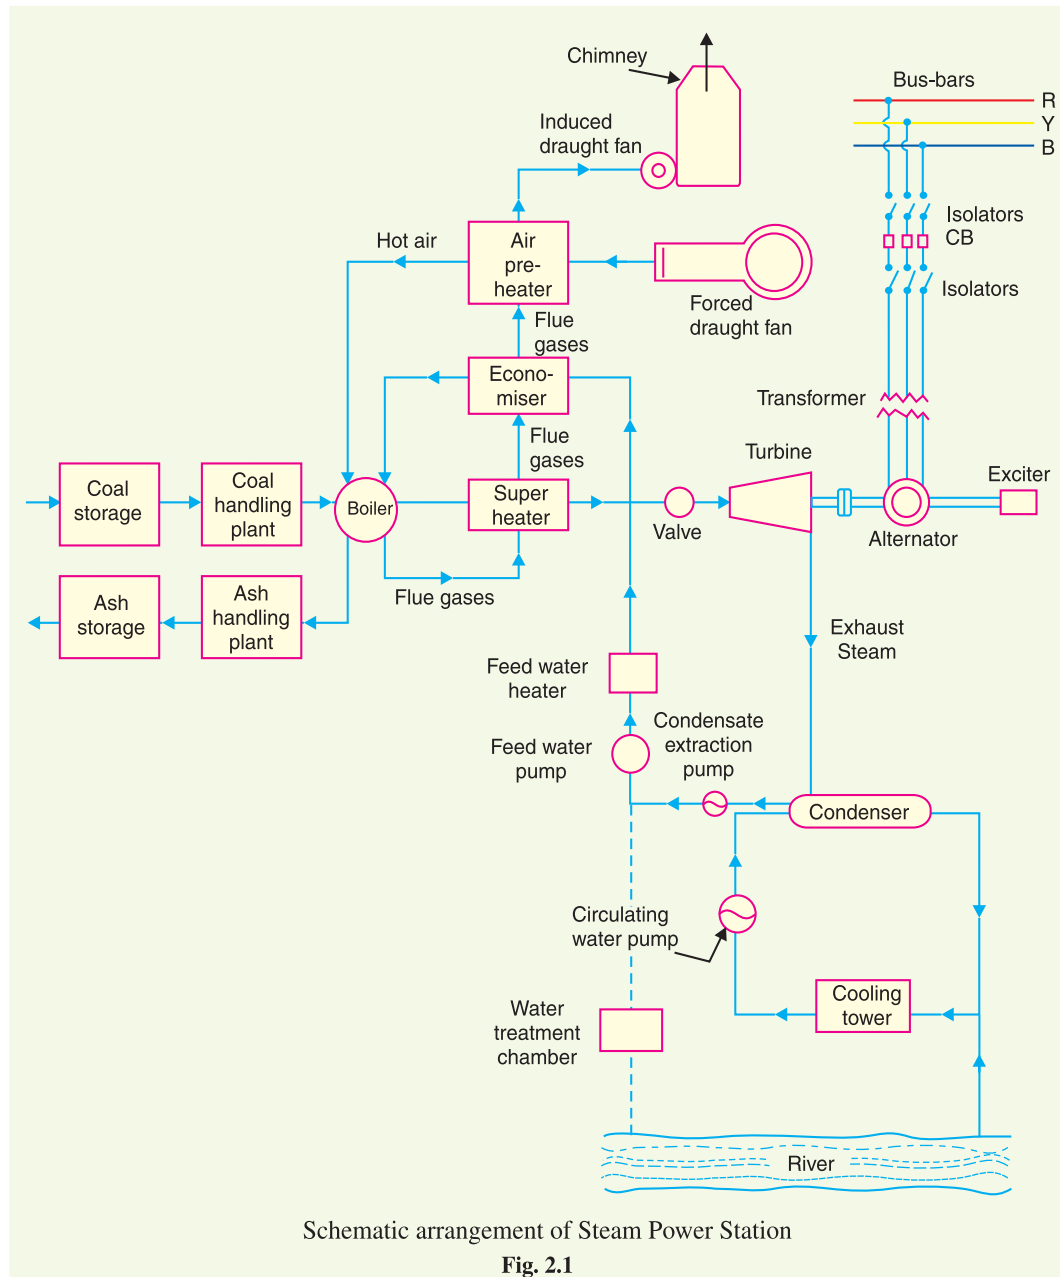 Chimney
Bus-bars
R
Y
B
Induced
draught fan
Isolators
CB
Hot air
Air
pre-
heater
Isolators
Forced
draught fan
Flue
gases
Econo-
miser
Transformer
Flue
gases
Turbine
Coal
storage
Coal
handling
plant
Boiler
Super
heater
Valve
Exciter
Alternator
Flue gases
Ash
storage
Ash
handling
plant
Exhaust
Steam
Feed water
heater
Condensate
extraction
pump
Feed water
pump
Condenser
Circulating
water pump
Cooling
tower
Water
treatment
chamber
River
Schematic arrangement of Steam Power Station
Fig. 2.1